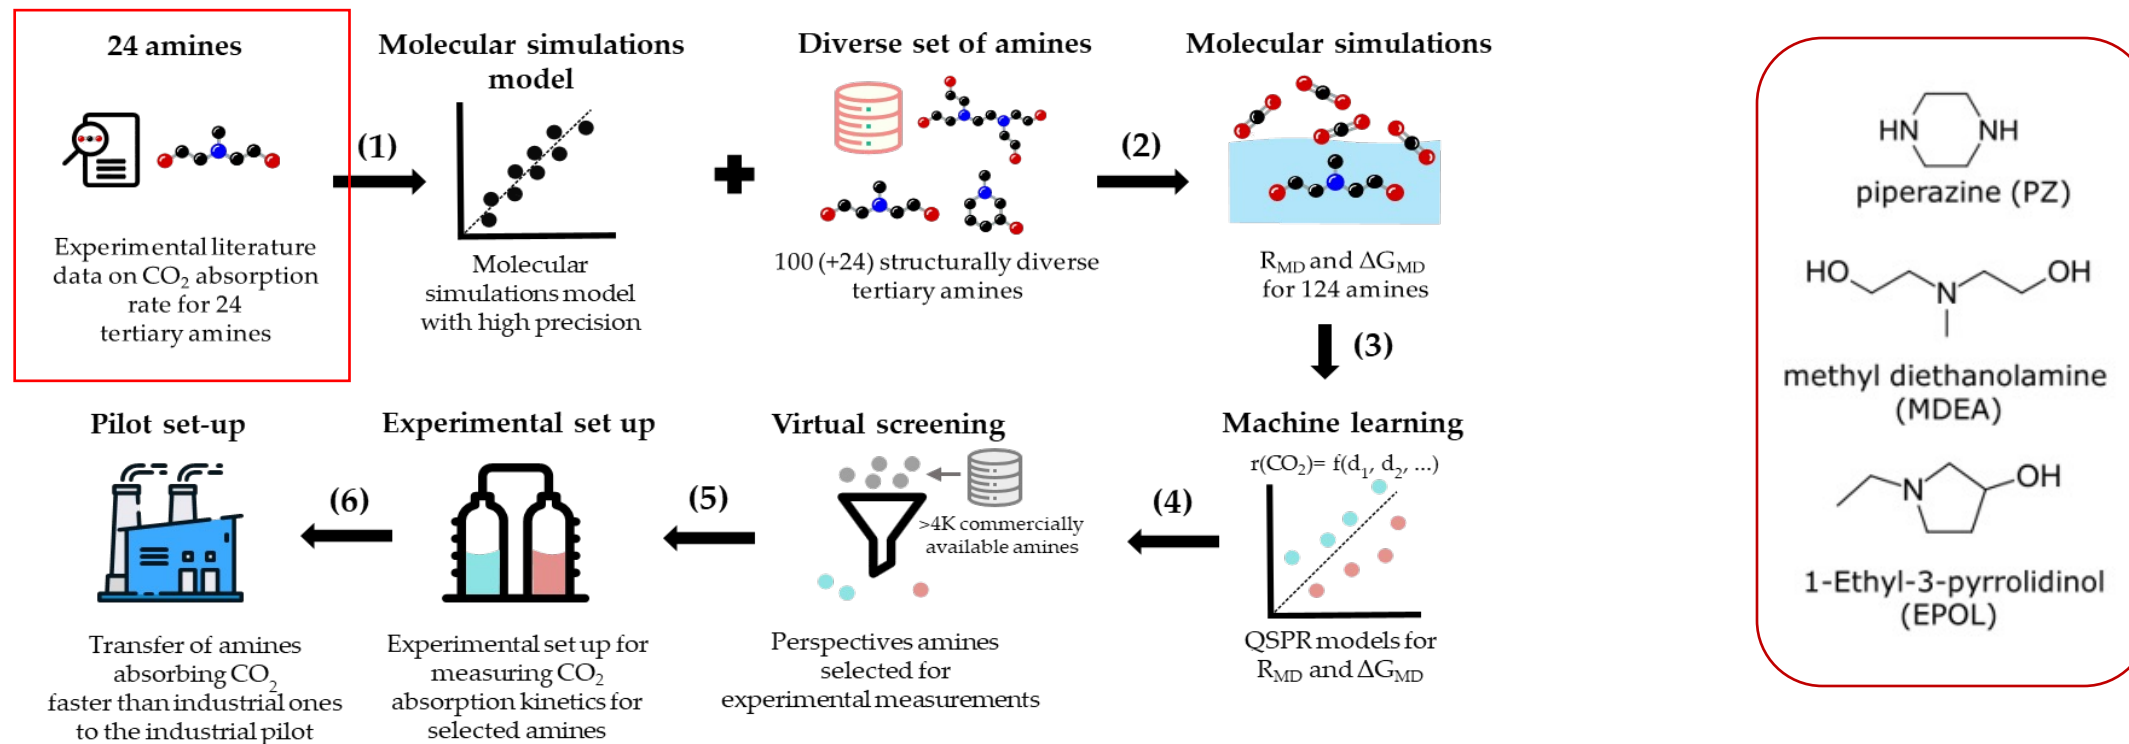 24 amines
Experimental literature
data on CO₂ absorption
rate for 24
tertiary amines
(1)
Molecular simulations
model
Molecular
simulations model
with high precision
Diverse set of amines
100 (+24) structurally diverse
tertiary amines
(2)
Molecular simulations
R_MD and ΔG_MD
for 124 amines
(3)
Machine learning
r(CO₂)= f(d₁, d₂, ...)
QSPR models for
R_MD and ΔG_MD
(4)
Virtual screening
>4K commercially
available amines
Perspectives amines
selected for
experimental measurements
(5)
Experimental set up
Experimental set up for
measuring CO₂
absorption kinetics for
selected amines
(6)
Pilot set-up
Transfer of amines
absorbing CO₂
faster than industrial ones
to the industrial pilot
HN NH
piperazine (PZ)
HO OH
N
methyl diethanolamine
(MDEA)
N OH
1-Ethyl-3-pyrrolidinol
(EPOL)